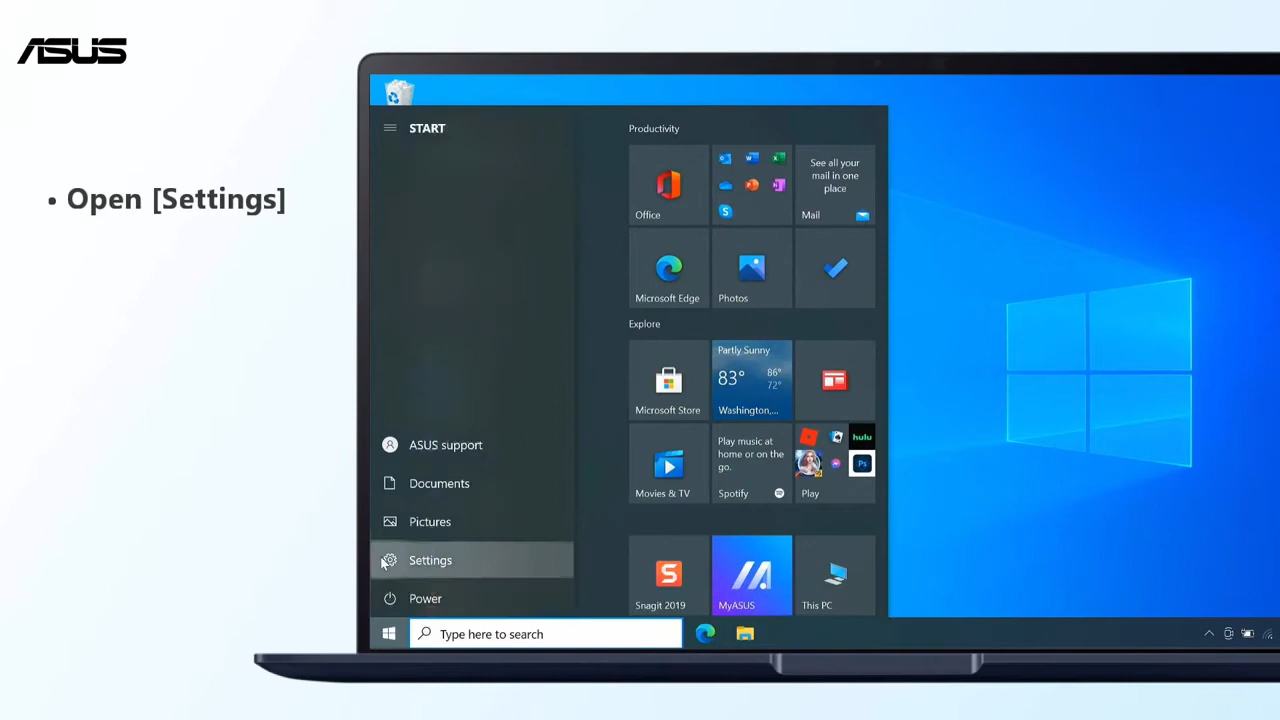 ASUS
• Open [Settings]
START
Productivity
Office
See all your
mail in one
place
Mail
Microsoft Edge
Photos
Explore
Microsoft Store
Partly Sunny
83°
86°
72°
Washington,...
hulu
Ps
Movies & TV
Play music at
home or on the
go.
Spotify
Play
ASUS support
Documents
Pictures
Settings
Power
Snagit 2019
MyASUS
This PC
Type here to search